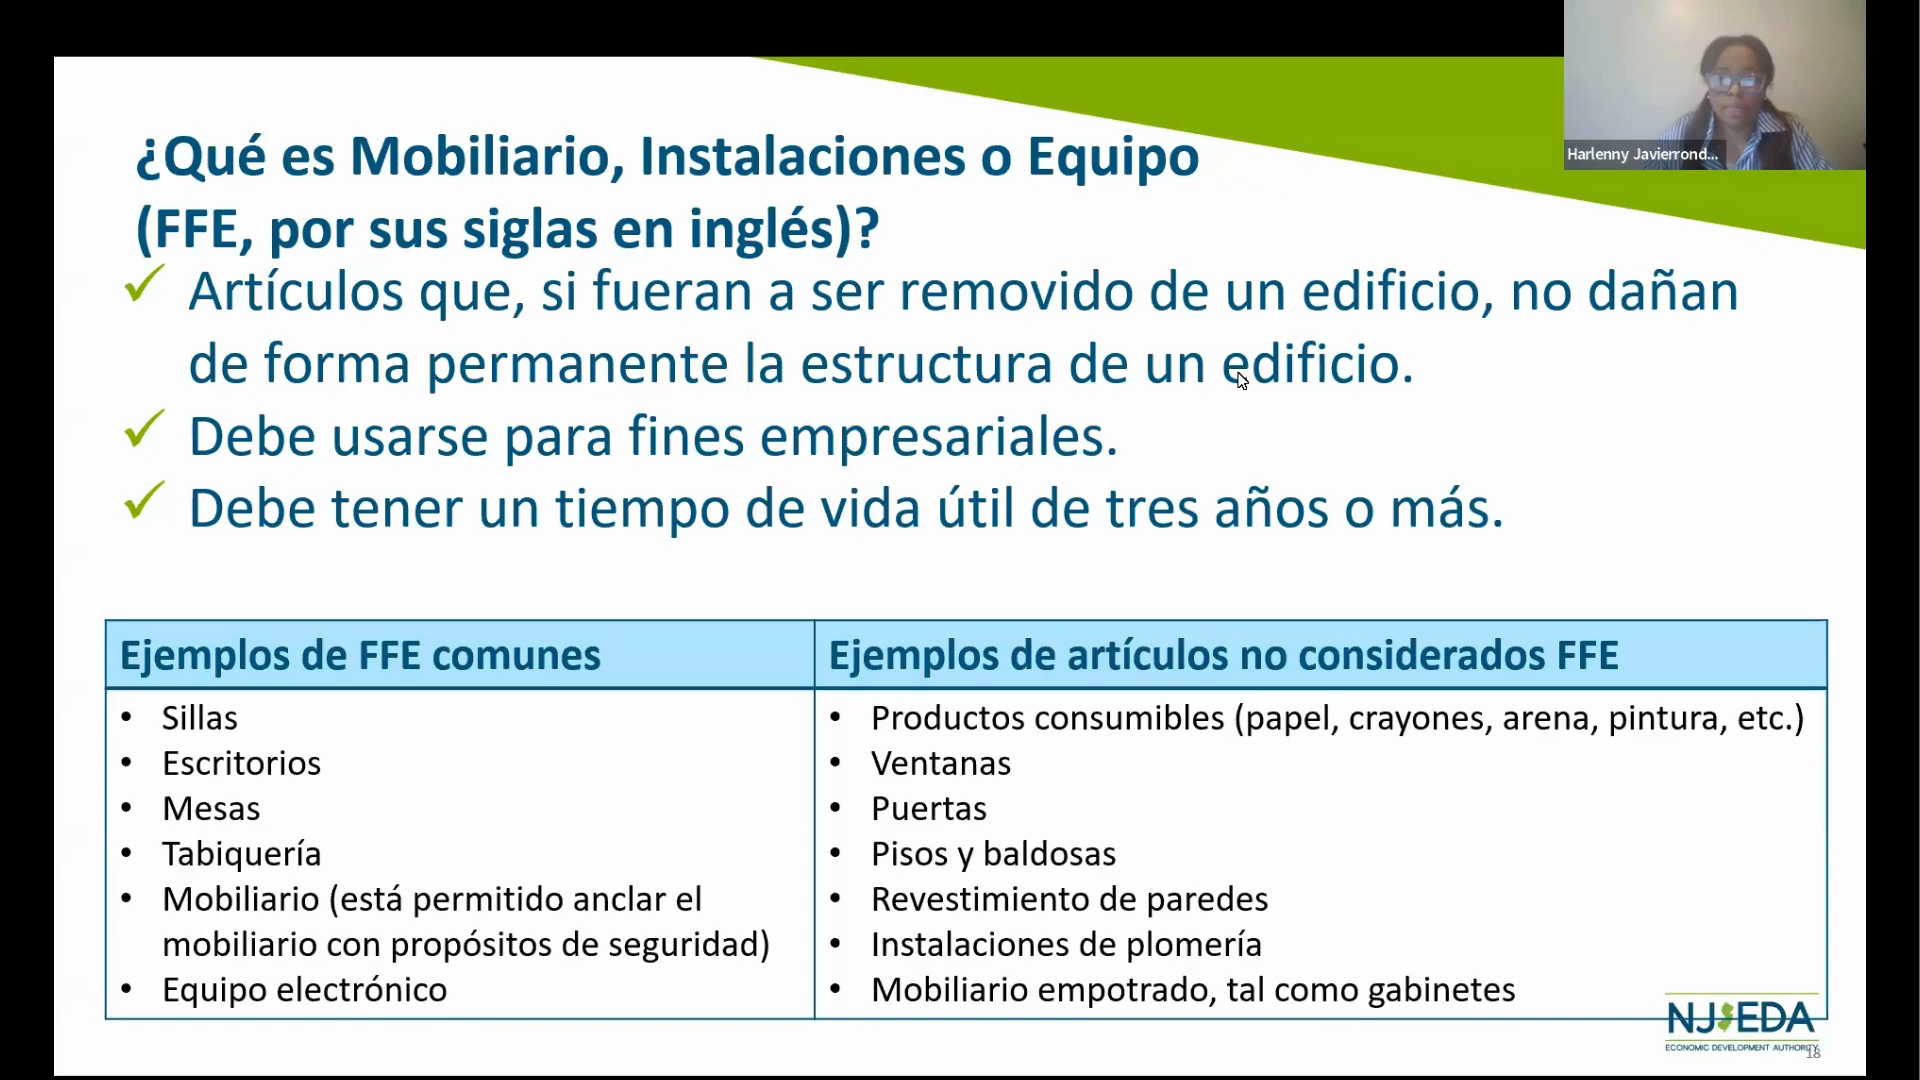 Harlenny Javierrond...
¿Qué es Mobiliario, Instalaciones o Equipo
(FFE, por sus siglas en inglés)?
✓ Artículos que, si fueran a ser removido de un edificio, no dañan
de forma permanente la estructura de un edificio.
✓ Debe usarse para fines empresariales.
✓ Debe tener un tiempo de vida útil de tres años o más.
Ejemplos de FFE comunes
• Sillas
• Escritorios
• Mesas
• Tabiquería
• Mobiliario (está permitido anclar el
mobiliario con propósitos de seguridad)
• Equipo electrónico
Ejemplos de artículos no considerados FFE
• Productos consumibles (papel, crayones, arena, pintura, etc.)
• Ventanas
• Puertas
• Pisos y baldosas
• Revestimiento de paredes
• Instalaciones de plomería
• Mobiliario empotrado, tal como gabinetes
NJEDA
ECONOMIC DEVELOPMENT AUTHORITY
18